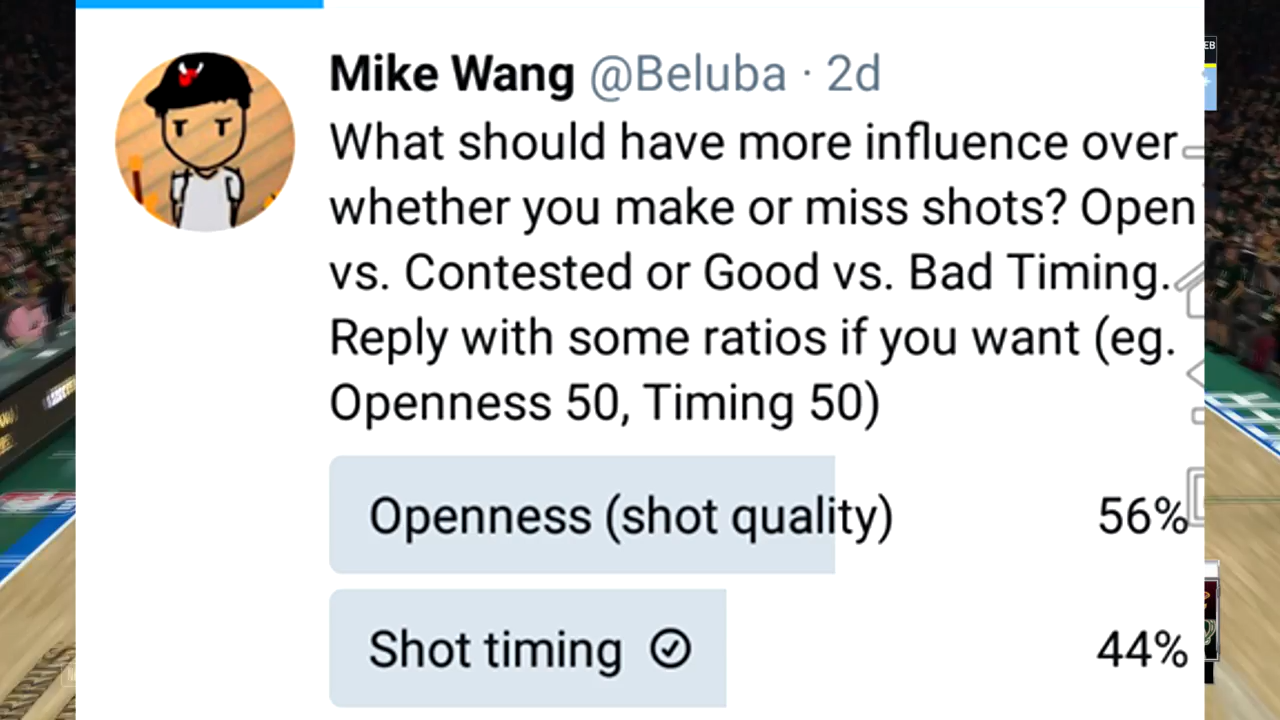 Mike Wang @Beluba · 2d
What should have more influence over
whether you make or miss shots? Open
vs. Contested or Good vs. Bad Timing.
Reply with some ratios if you want (eg.
Openness 50, Timing 50)
Openness (shot quality) 56%
Shot timing 44%